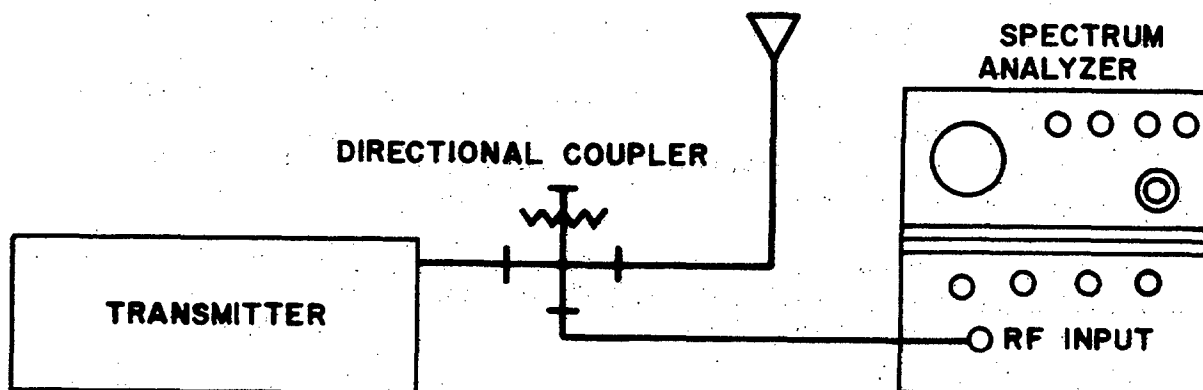 SPECTRUM
ANALYZER
DIRECTIONAL COUPLER
TRANSMITTER
RF INPUT